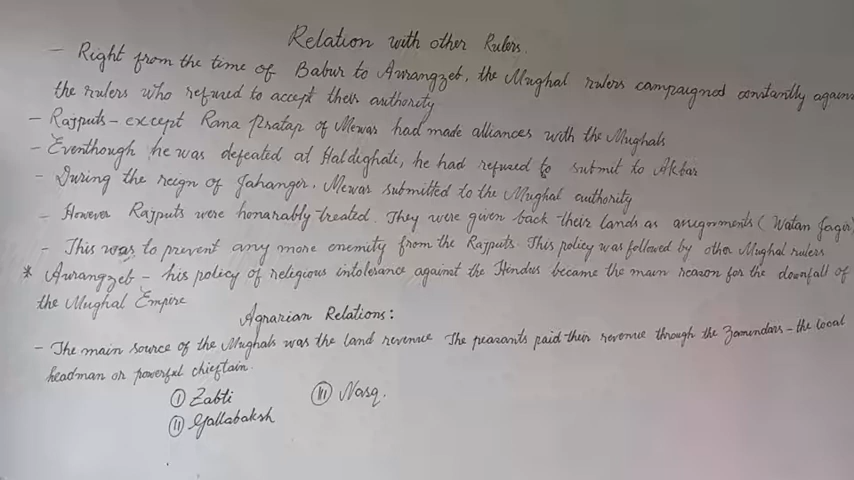 Relation with other Rulers.
- Right from the time of Babur to Aurangzeb, the Mughal rulers campaigned constantly against
the rulers who refused to accept their authority
- Rajputs - except Rana Pratap of Mewar had made alliances with the Mughals
- Eventhough he was defeated at Haldighate, he had refused to submit to Akbar
- During the reign of Jahanger, Mewar submitted to the Mughal authority
- However Rajputs were honarably treated. They were given back their lands as assignments (Watan Jagir)
- This was to prevent any more enemity from the Rajputs. This policy was followed by other Mughal rulers
* Aurangzeb - his policy of religious intolerance against the Hindus became the main reason for the downfall of
the Mughal Empire
Agrarian Relations:
- The main source of the Mughals was the land revenue The peasants paid their revenue through the Zamindars - the local
headman or powerful chieftain.
(I) Zabti (III) Nasq.
(II) Gallabaksh